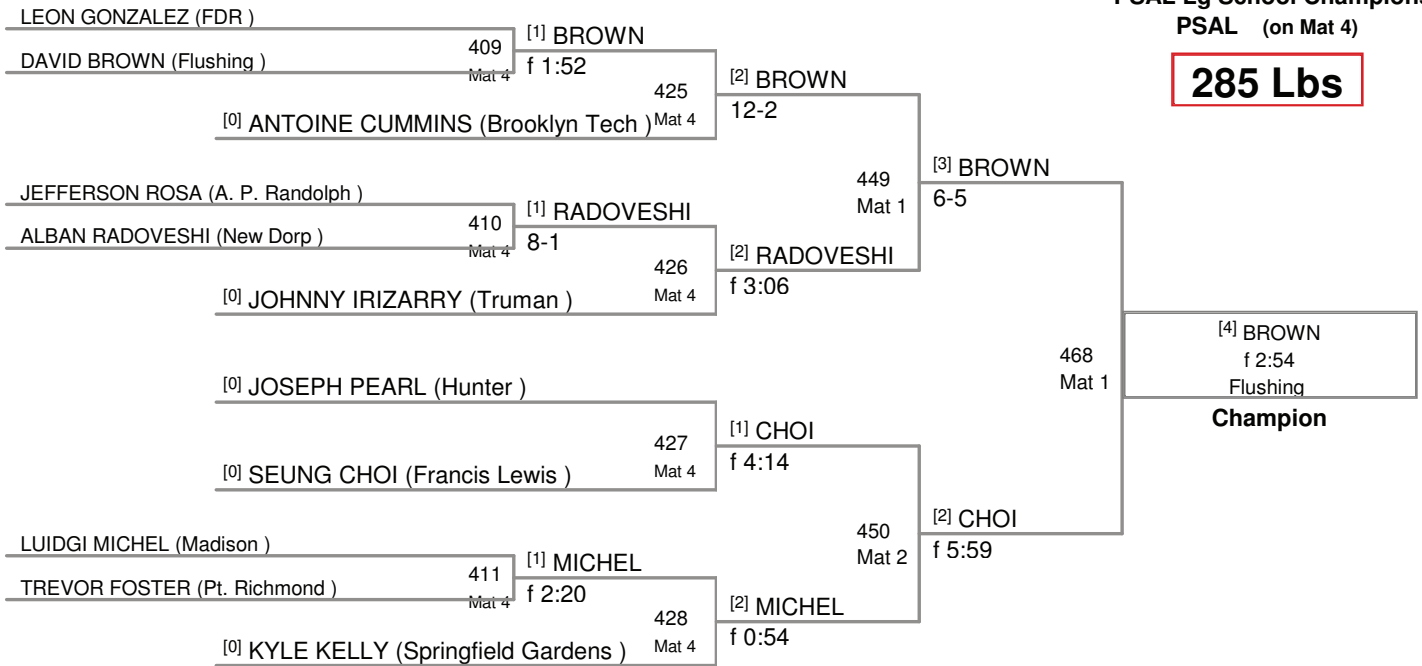 PSAL Lg School Champions
PSAL (on Mat 4)
285 Lbs
LEON GONZALEZ (FDR )
DAVID BROWN (Flushing )
409
Mat 4
[1] BROWN
f 1:52
[0] ANTOINE CUMMINS (Brooklyn Tech )
425
Mat 4
[2] BROWN
12-2
JEFFERSON ROSA (A. P. Randolph )
ALBAN RADOVESHI (New Dorp )
410
Mat 4
[1] RADOVESHI
8-1
[0] JOHNNY IRIZARRY (Truman )
426
Mat 4
[2] RADOVESHI
f 3:06
449
Mat 1
[3] BROWN
6-5
[0] JOSEPH PEARL (Hunter )
[0] SEUNG CHOI (Francis Lewis )
427
Mat 4
[1] CHOI
f 4:14
LUIDGI MICHEL (Madison )
TREVOR FOSTER (Pt. Richmond )
411
Mat 4
[1] MICHEL
f 2:20
[0] KYLE KELLY (Springfield Gardens )
428
Mat 4
[2] MICHEL
f 0:54
450
Mat 2
[2] CHOI
f 5:59
468
Mat 1
[4] BROWN
f 2:54
Flushing
Champion